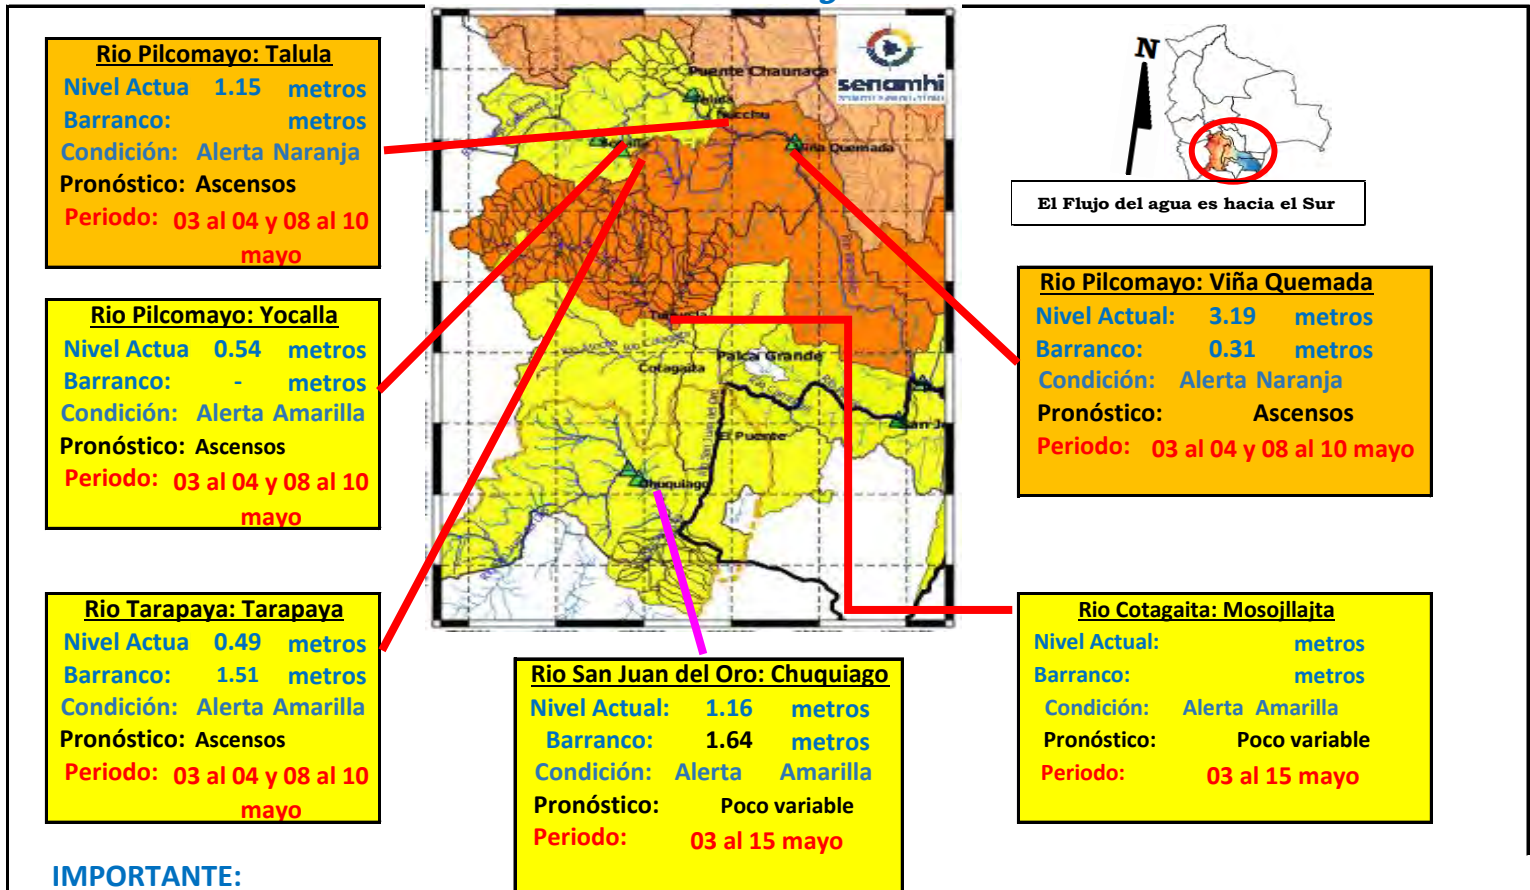 Rio Pilcomayo: Talula
Nivel Actua 1.15 metros
Barranco: metros
Condición: Alerta Naranja
Pronóstico: Ascensos
Periodo: 03 al 04 y 08 al 10
mayo
Rio Pilcomayo: Yocalla
Nivel Actua 0.54 metros
Barranco: - metros
Condición: Alerta Amarilla
Pronóstico: Ascensos
Periodo: 03 al 04 y 08 al 10
mayo
Rio Tarapaya: Tarapaya
Nivel Actua 0.49 metros
Barranco: 1.51 metros
Condición: Alerta Amarilla
Pronóstico: Ascensos
Periodo: 03 al 04 y 08 al 10
mayo
IMPORTANTE:
senamhi
Puente Chaunaca
Viña Quemada
Palca Grande
Cotagaita
El Puente
Chuquiago
Rio San Juan del Oro
Rio San Juan del Oro: Chuquiago
Nivel Actual: 1.16 metros
Barranco: 1.64 metros
Condición: Alerta Amarilla
Pronóstico: Poco variable
Periodo: 03 al 15 mayo
N
El Flujo del agua es hacia el Sur
Rio Pilcomayo: Viña Quemada
Nivel Actual: 3.19 metros
Barranco: 0.31 metros
Condición: Alerta Naranja
Pronóstico: Ascensos
Periodo: 03 al 04 y 08 al 10 mayo
Rio Cotagaita: Mosojllajta
Nivel Actual: metros
Barranco: metros
Condición: Alerta Amarilla
Pronóstico: Poco variable
Periodo: 03 al 15 mayo